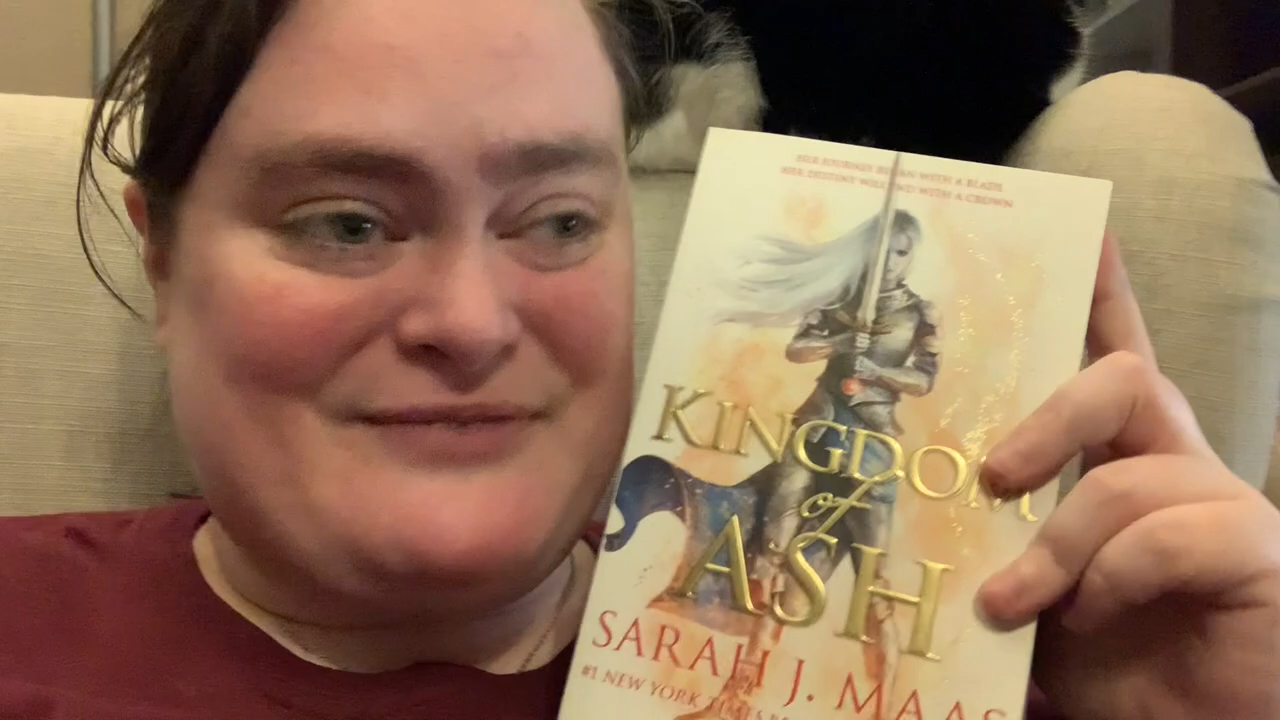 HER JOURNEY BEGAN WITH A BLADE
HER DESTINY WILL END WITH A CROWN
KINGDOM
of
ASH
SARAH J. MAAS
#1 NEW YORK TIMES